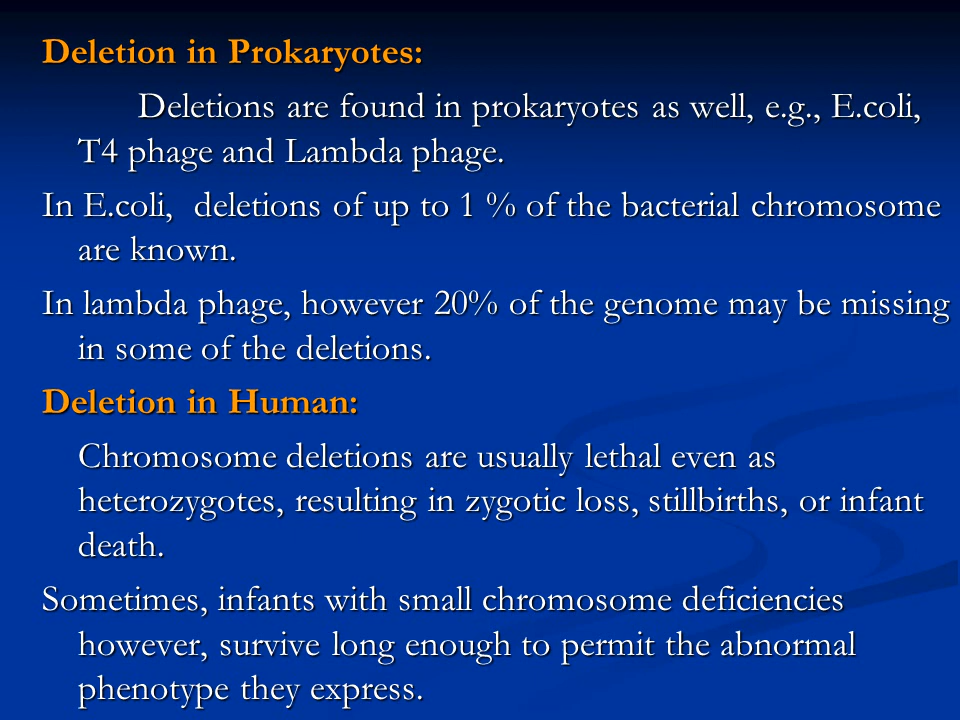 Deletion in Prokaryotes:
Deletions are found in prokaryotes as well, e.g., E.coli,
T4 phage and Lambda phage.
In E.coli,  deletions of up to 1 % of the bacterial chromosome
are known.
In lambda phage, however 20% of the genome may be missing
in some of the deletions.
Deletion in Human:
Chromosome deletions are usually lethal even as
heterozygotes, resulting in zygotic loss, stillbirths, or infant
death.
Sometimes, infants with small chromosome deficiencies
however, survive long enough to permit the abnormal
phenotype they express.